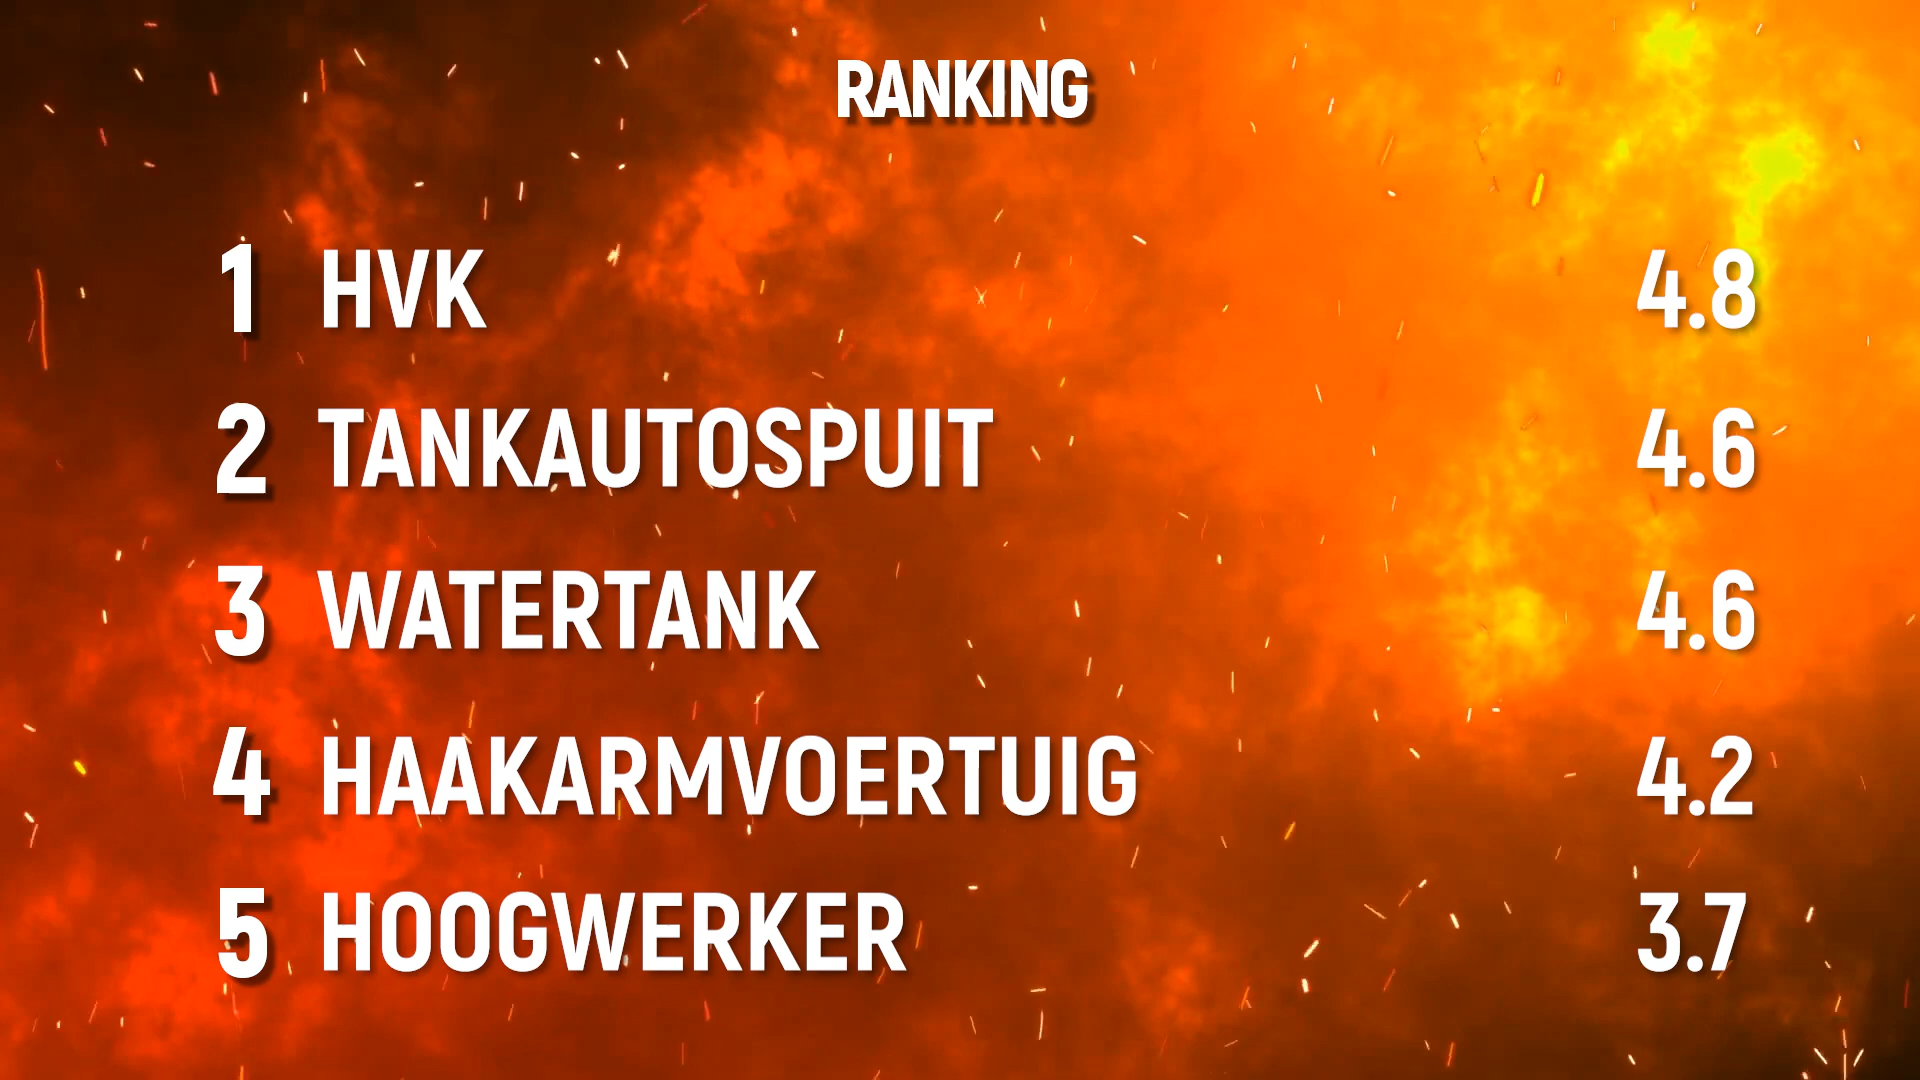 RANKING
1 HVK 4.8
2 TANKAUTOSPUIT 4.6
3 WATERTANK 4.6
4 HAAKARMVOERTUIG 4.2
5 HOOGWERKER 3.7